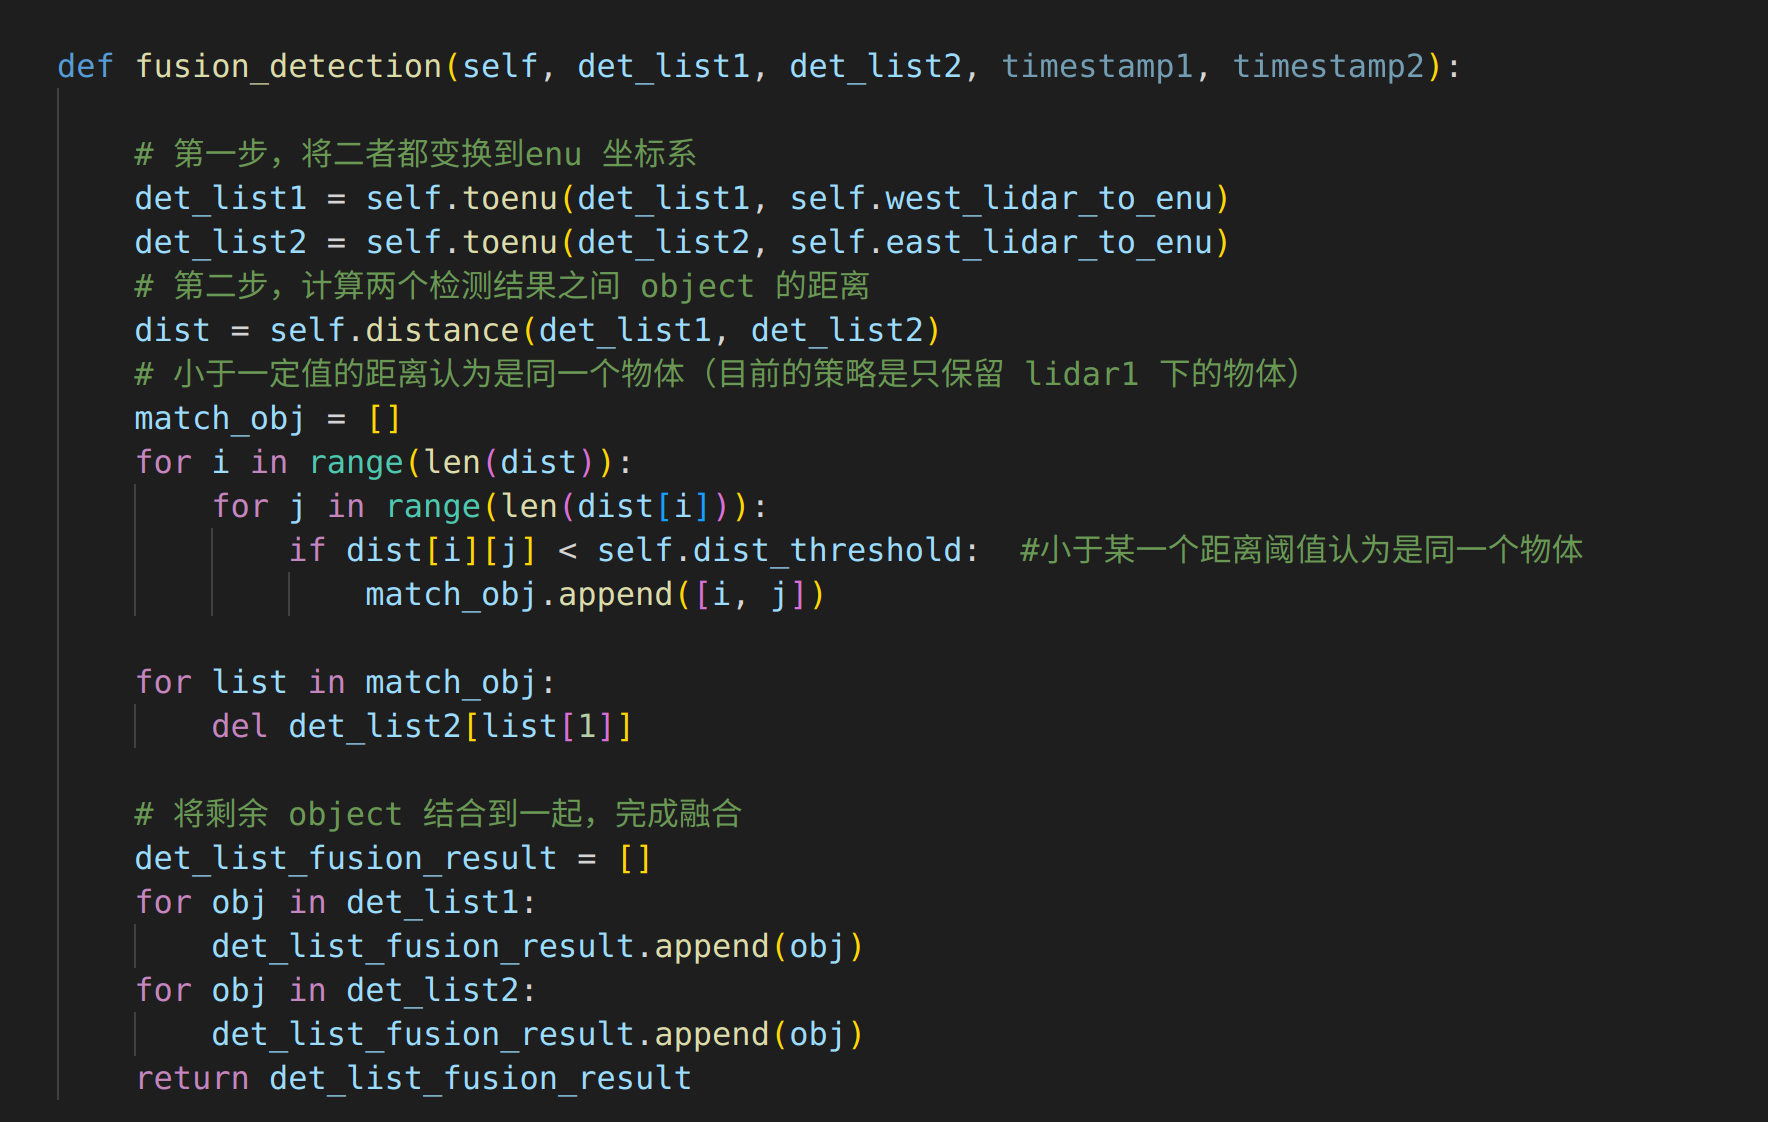 def fusion_detection(self, det_list1, det_list2, timestamp1, timestamp2):
# 第一步，将二者都变换到enu 坐标系
det_list1 = self.toenu(det_list1, self.west_lidar_to_enu)
det_list2 = self.toenu(det_list2, self.east_lidar_to_enu)
# 第二步，计算两个检测结果之间 object 的距离
dist = self.distance(det_list1, det_list2)
# 小于一定值的距离认为是同一个物体（目前的策略是只保留 lidar1 下的物体）
match_obj = []
for i in range(len(dist)):
for j in range(len(dist[i])):
if dist[i][j] < self.dist_threshold:  #小于某一个距离阈值认为是同一个物体
match_obj.append([i, j])
for list in match_obj:
del det_list2[list[1]]
# 将剩余 object 结合到一起，完成融合
det_list_fusion_result = []
for obj in det_list1:
det_list_fusion_result.append(obj)
for obj in det_list2:
det_list_fusion_result.append(obj)
return det_list_fusion_result